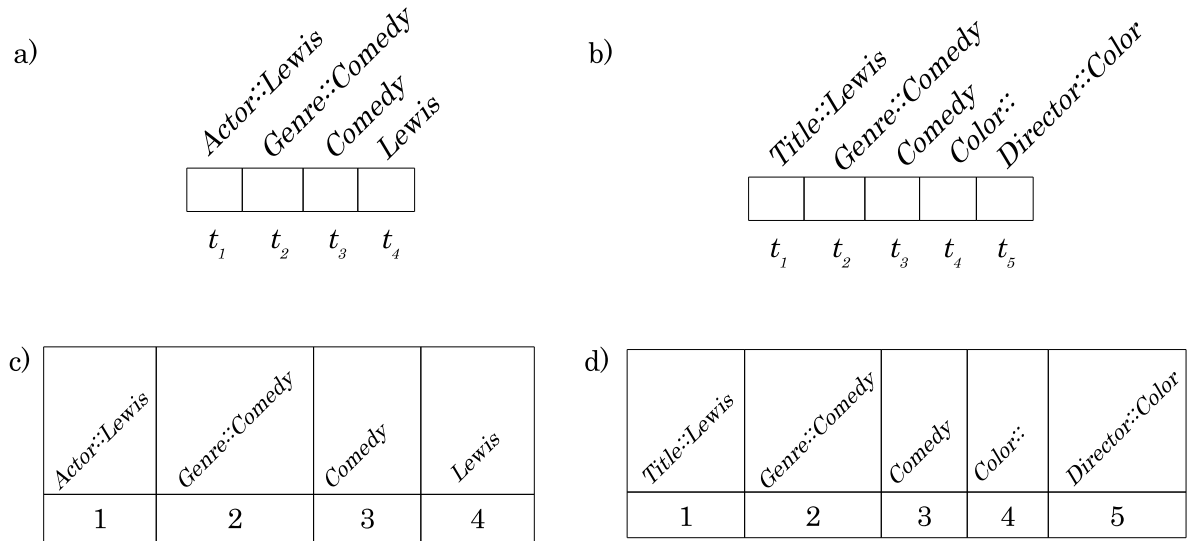 a)
Actor::Lewis Genre::Comedy Comedy Lewis
t₁ t₂ t₃ t₄
b)
Title::Lewis Genre::Comedy Comedy Color:: Director::Color
t₁ t₂ t₃ t₄ t₅
c)
Actor::Lewis Genre::Comedy Comedy Lewis
1 2 3 4
d)
Title::Lewis Genre::Comedy Comedy Color:: Director::Color
1 2 3 4 5